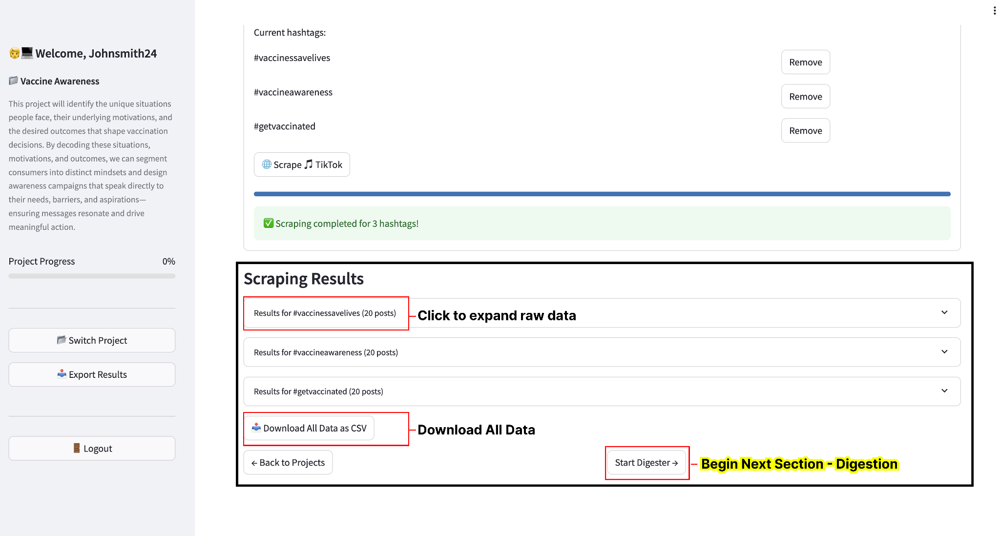 Welcome, Johnsmith24
Vaccine Awareness
This project will identify the unique situations
people face, their underlying motivations, and
the desired outcomes that shape vaccination
decisions. By decoding these situations,
motivations, and outcomes, we can segment
consumers into distinct mindsets and design
awareness campaigns that speak directly to
their needs, barriers, and aspirations—
ensuring messages resonate and drive
meaningful action.
Project Progress 0%
Switch Project
Export Results
Logout
Current hashtags:
#vaccinessavelives Remove
#vaccineawareness Remove
#getvaccinated Remove
Scrape TikTok
Scraping completed for 3 hashtags!
Scraping Results
Results for #vaccinessavelives (20 posts) Click to expand raw data
Results for #vaccineawareness (20 posts)
Results for #getvaccinated (20 posts)
Download All Data as CSV Download All Data
← Back to Projects Start Digester → Begin Next Section - Digestion